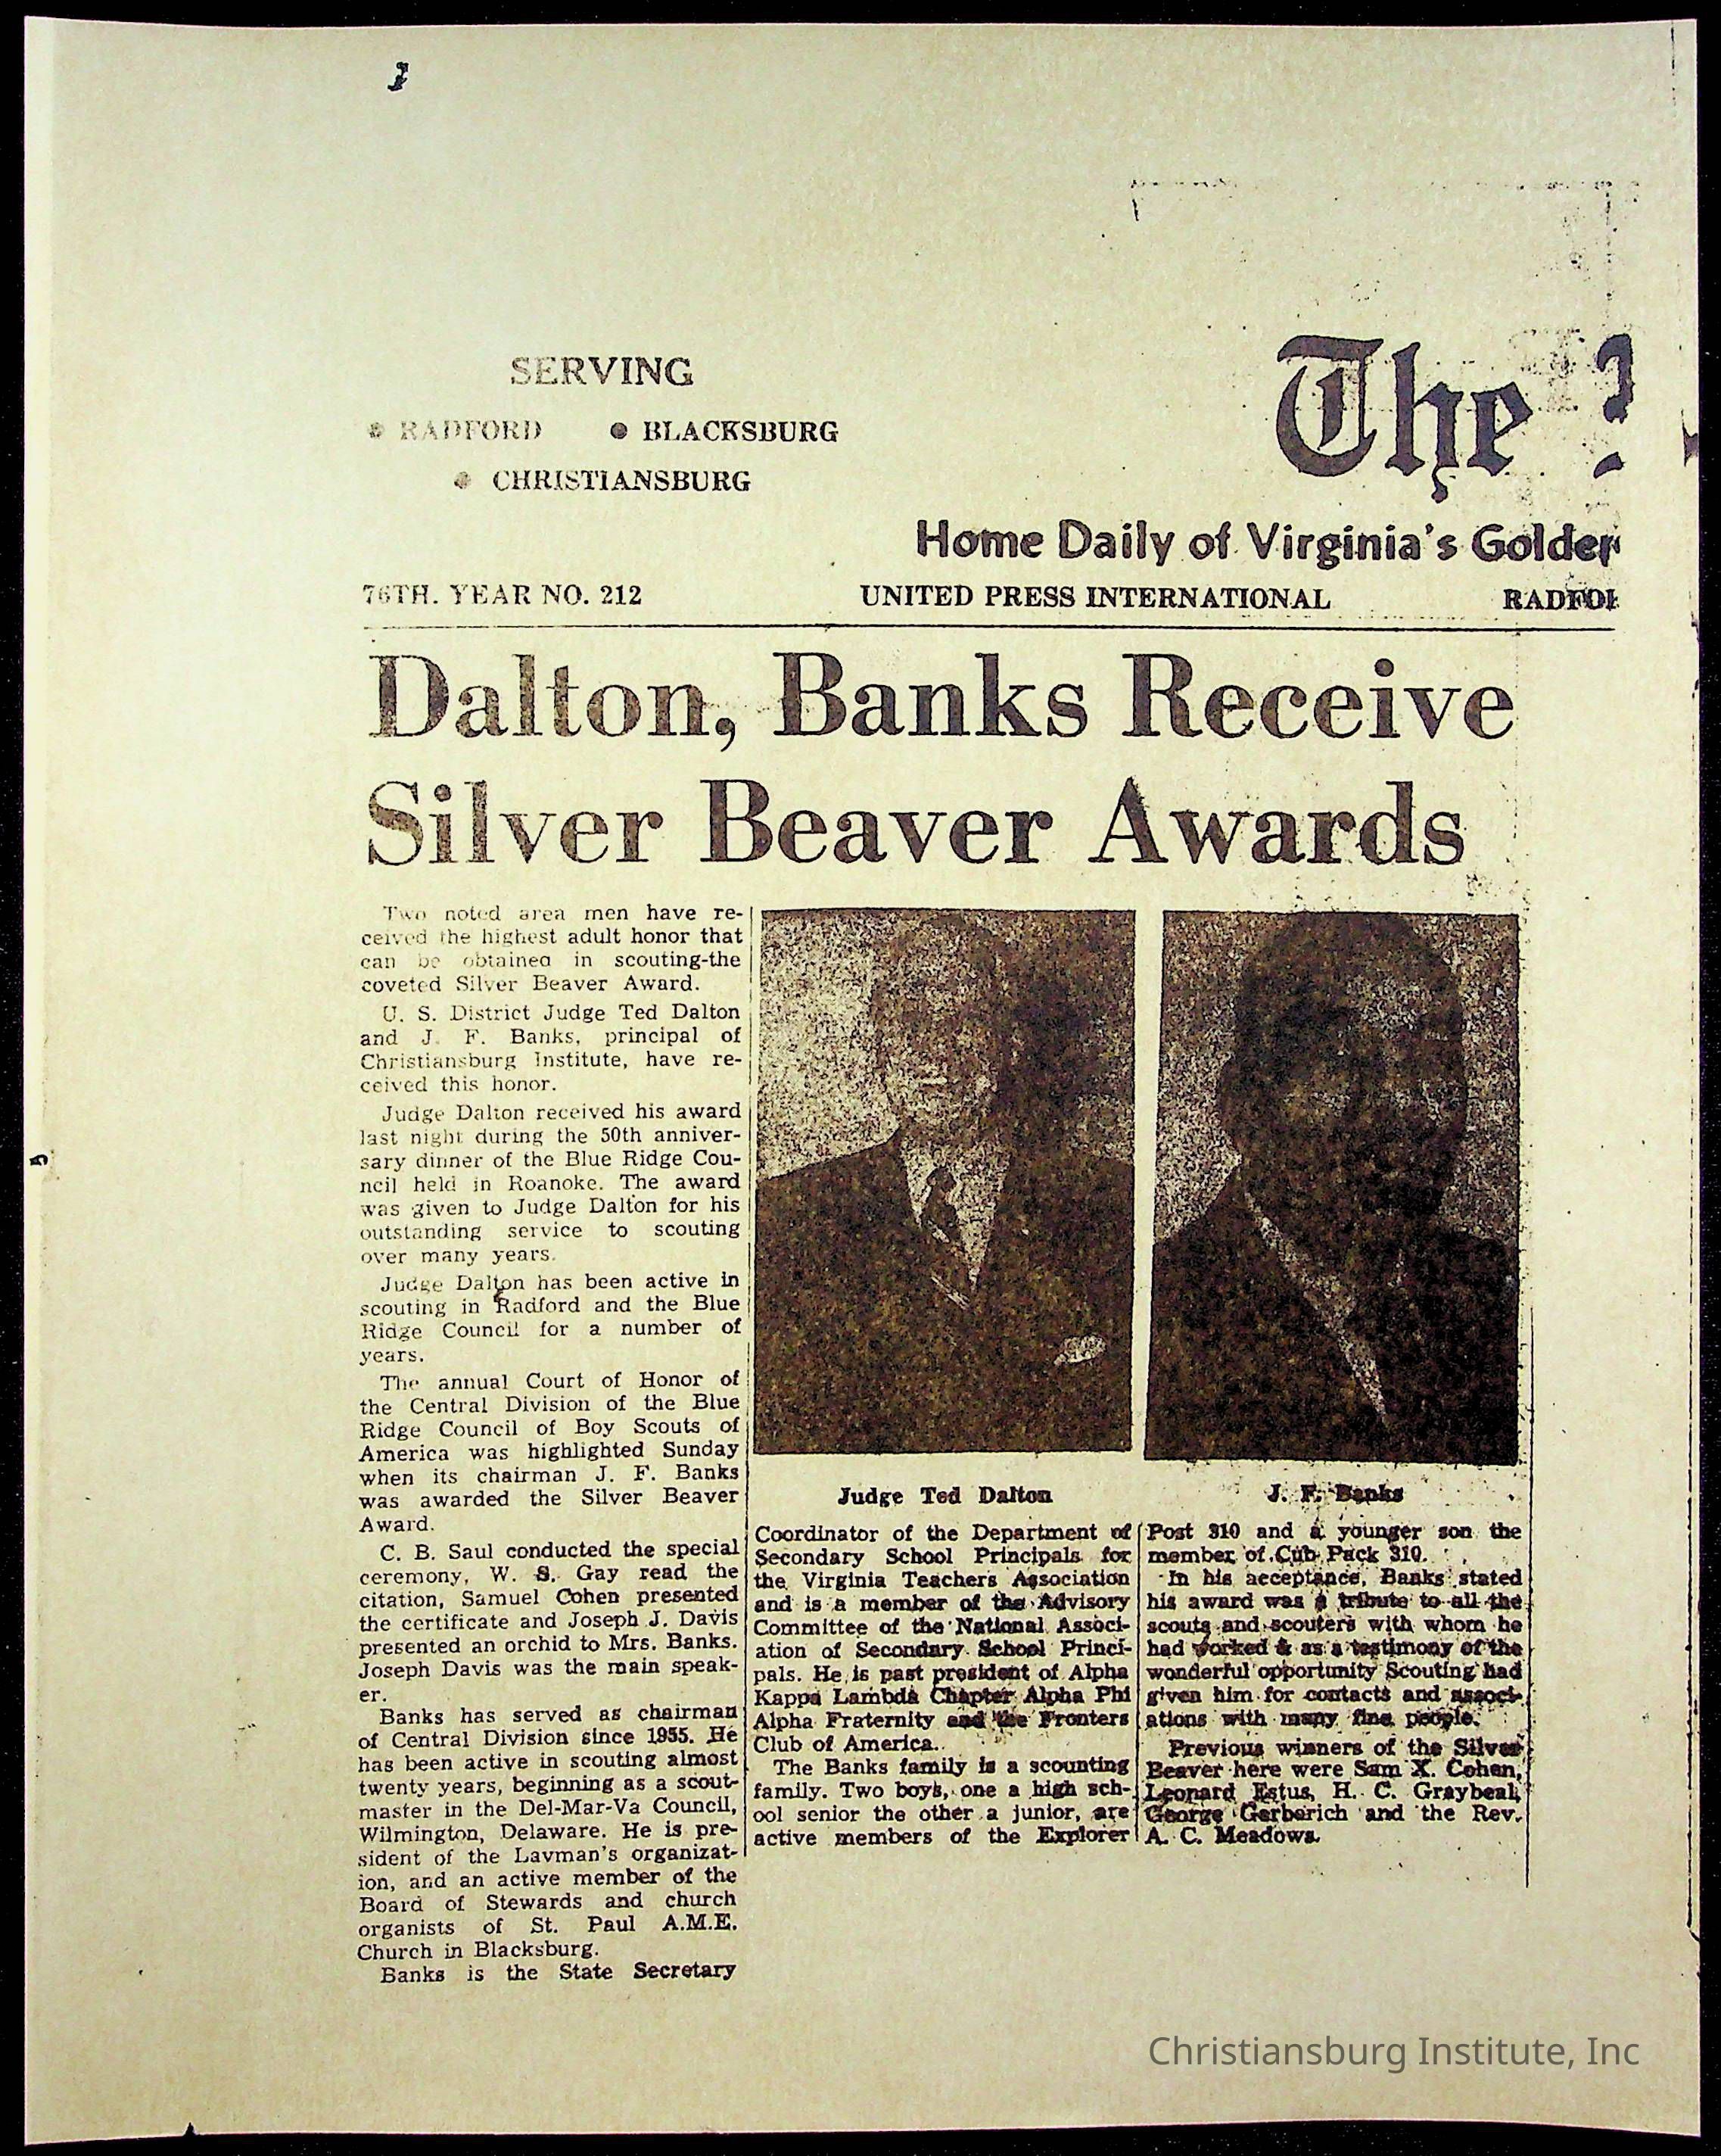 SERVING
RADFORD BLACKSBURG
CHRISTIANSBURG
The
Home Daily of Virginia's Golden
76TH. YEAR NO. 212 UNITED PRESS INTERNATIONAL RADFOR
Dalton, Banks Receive
Silver Beaver Awards
Two noted area men have re-
ceived the highest adult honor that
can be obtained in scouting-the
coveted Silver Beaver Award.
U. S. District Judge Ted Dalton
and J. F. Banks, principal of
Christiansburg Institute, have re-
ceived this honor.
Judge Dalton received his award
last night during the 50th anniver-
sary dinner of the Blue Ridge Cou-
ncil held in Roanoke. The award
was given to Judge Dalton for his
outstanding service to scouting
over many years.
Judge Dalton has been active in
scouting in Radford and the Blue
Ridge Council for a number of
years.
The annual Court of Honor of
the Central Division of the Blue
Ridge Council of Boy Scouts of
America was highlighted Sunday
when its chairman J. F. Banks
was awarded the Silver Beaver
Award.
C. B. Saul conducted the special
ceremony, W. S. Gay read the
citation, Samuel Cohen presented
the certificate and Joseph J. Davis
presented an orchid to Mrs. Banks.
Joseph Davis was the main speak-
er.
Banks has served as chairman
of Central Division since 1955. He
has been active in scouting almost
twenty years, beginning as a scout-
master in the Del-Mar-Va Council,
Wilmington, Delaware. He is pre-
sident of the Layman's organizat-
ion, and an active member of the
Board of Stewards and church
organists of St. Paul A.M.E.
Church in Blacksburg.
Banks is the State Secretary
Judge Ted Dalton
Coordinator of the Department of
Secondary School Principals for
the Virginia Teachers Association
and is a member of the Advisory
Committee of the National Associ-
ation of Secondary School Princi-
pals. He is past president of Alpha
Kappa Lambda Chapter Alpha Phi
Alpha Fraternity and the Fronters
Club of America.
The Banks family is a scounting
family. Two boys, one a high sch-
ool senior the other a junior, are
active members of the Explorer
J. F. Banks
Post 310 and a younger son the
member of Cub Pack 310.
In his acceptance, Banks stated
his award was a tribute to all the
scouts and scouters with whom he
had worked & as a testimony of the
wonderful opportunity Scouting had
given him for contacts and associ-
ations with many fine people.
Previous winners of the Silver
Beaver here were Sam X. Cohen,
Leonard Estus, H. C. Graybeal,
George Gerberich and the Rev.
A. C. Meadows.
Christiansburg Institute, Inc